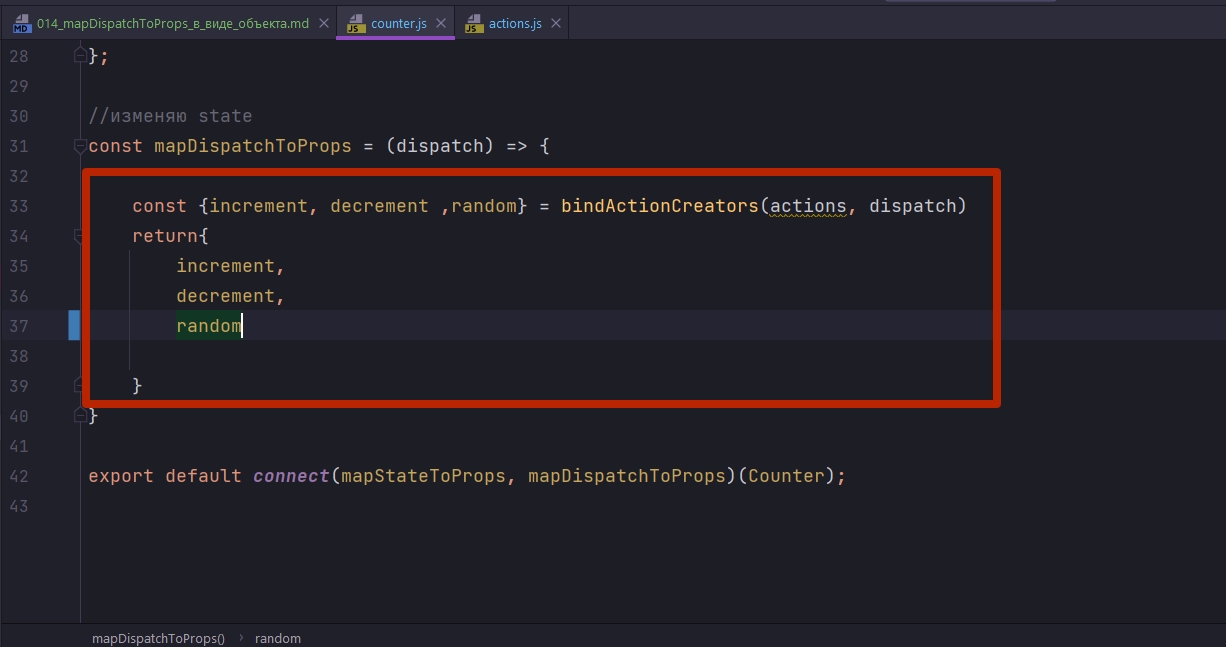 014_mapDispatchToProps_в_виде_объекта.md counter.js actions.js
28 };
29
30 //изменяю state
31 const mapDispatchToProps = (dispatch) => {
32
33 const {increment, decrement ,random} = bindActionCreators(actions, dispatch)
34 return{
35 increment,
36 decrement,
37 random
38
39 }
40 }
41
42 export default connect(mapStateToProps, mapDispatchToProps)(Counter);
43
mapDispatchToProps() › random